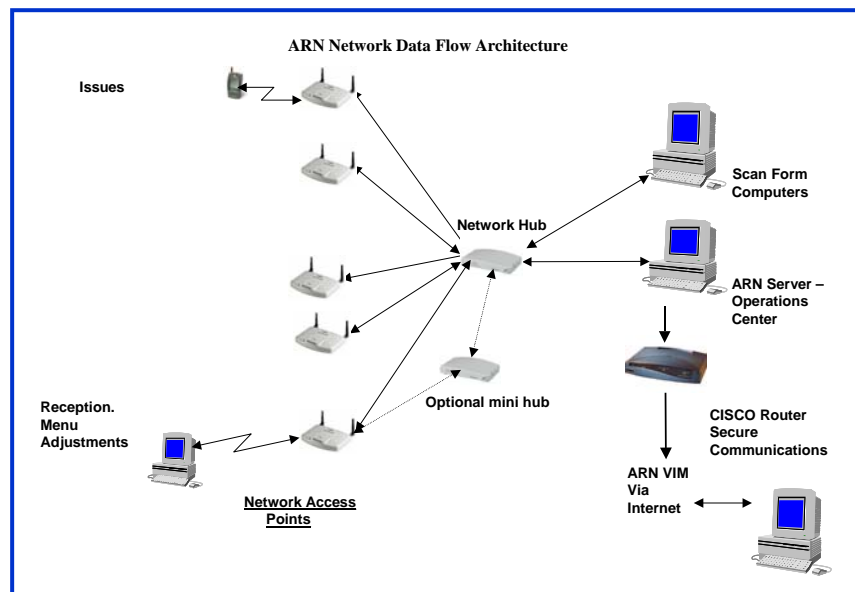 ARN Network Data Flow Architecture
Issues
Scan Form
Computers
Network Hub
ARN Server –
Operations
Center
Optional mini hub
Reception.
Menu
Adjustments
CISCO Router
Secure
Communications
ARN VIM
Via
Internet
Network Access
Points